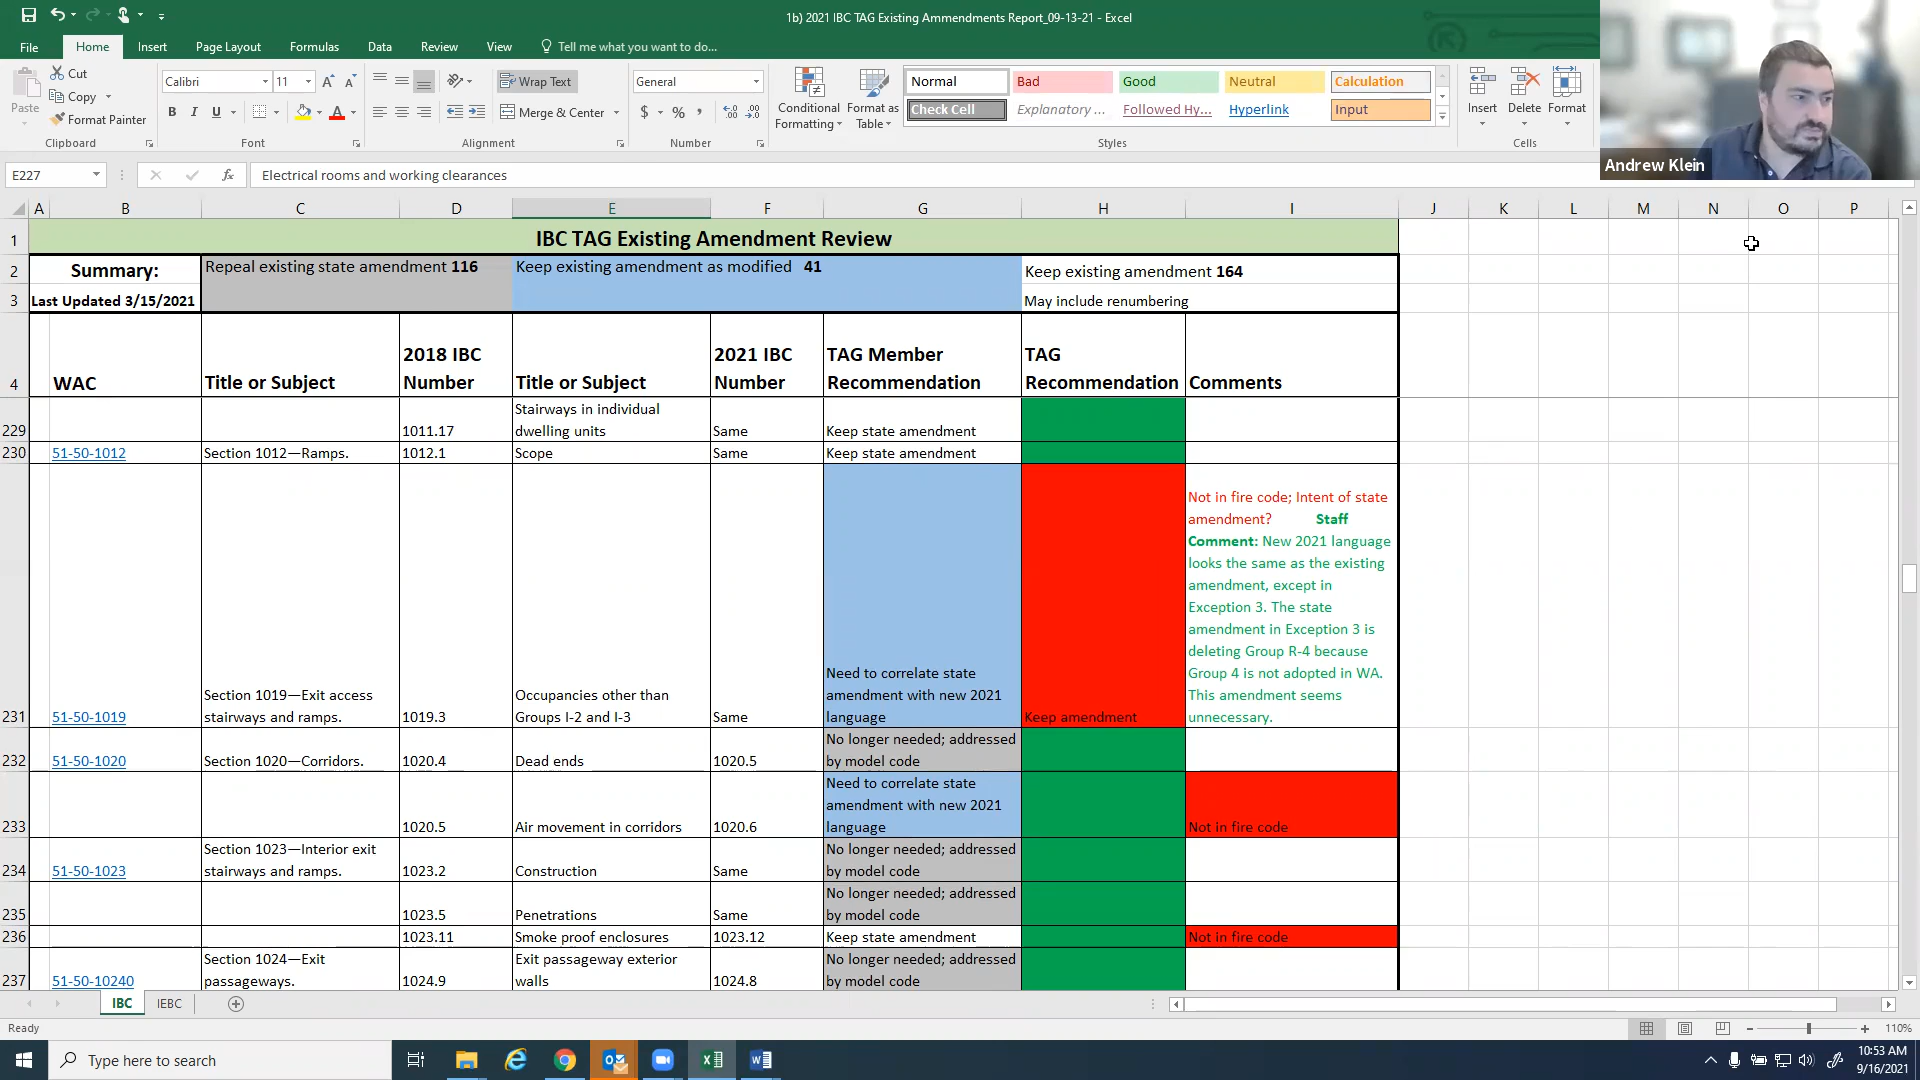 1b) 2021 IBC TAG Existing Ammendments Report_09-13-21 - Excel
File Home Insert Page Layout Formulas Data Review View Tell me what you want to do...
Paste
Cut
Copy
Format Painter
Clipboard
Calibri 11
B I U
Font
Wrap Text
Merge & Center
Alignment
General
$ % ,
Number
Conditional Formatting
Format as Table
Normal Bad Good Neutral Calculation
Check Cell Explanatory ... Followed Hy... Hyperlink Input
Styles
Insert Delete Format
Cells
Andrew Klein
E227 fx Electrical rooms and working clearances
A B C D E F G H I J K L M N O P
1 IBC TAG Existing Amendment Review
2 Summary: Repeal existing state amendment 116 Keep existing amendment as modified 41 Keep existing amendment 164
3 Last Updated 3/15/2021 May include renumbering
4 WAC Title or Subject 2018 IBC Number Title or Subject 2021 IBC Number TAG Member Recommendation TAG Recommendation Comments
229 1011.17 Stairways in individual dwelling units Same Keep state amendment
230 51-50-1012 Section 1012—Ramps. 1012.1 Scope Same Keep state amendment
231 51-50-1019 Section 1019—Exit access stairways and ramps. 1019.3 Occupancies other than Groups I-2 and I-3 Same Need to correlate state amendment with new 2021 language Keep amendment
Not in fire code; Intent of state
amendment? Staff
Comment: New 2021 language
looks the same as the existing
amendment, except in
Exception 3. The state
amendment in Exception 3 is
deleting Group R-4 because
Group 4 is not adopted in WA.
This amendment seems
unnecessary.
232 51-50-1020 Section 1020—Corridors. 1020.4 Dead ends 1020.5 No longer needed; addressed by model code
233 1020.5 Air movement in corridors 1020.6 Need to correlate state amendment with new 2021 language Not in fire code
234 51-50-1023 Section 1023—Interior exit stairways and ramps. 1023.2 Construction Same No longer needed; addressed by model code
235 1023.5 Penetrations Same No longer needed; addressed by model code
236 1023.11 Smoke proof enclosures 1023.12 Keep state amendment Not in fire code
237 51-50-10240 Section 1024—Exit passageways. 1024.9 Exit passageway exterior walls 1024.8 No longer needed; addressed by model code
IBC IEBC
Ready
110%
Type here to search
10:53 AM
9/16/2021